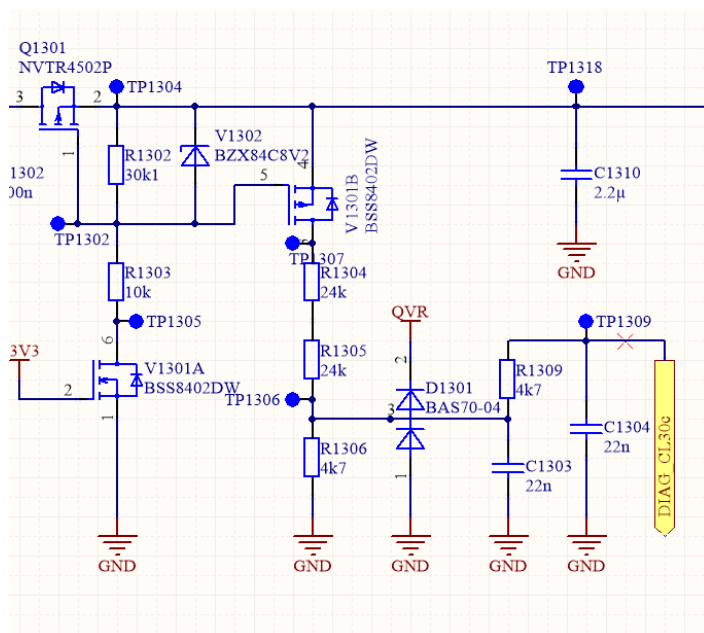 Q1301
NVTR4502P
3
2
TP1304
TP1318
1
R1302
30k1
V1302
BZX84C8V2
4
5
V1301B
BSS8402DW
C1310
2.2µ
1302
00n
TP1302
TP1307
GND
R1303
10k
R1304
24k
TP1305
QVR
TP1309
3V3
6
V1301A
BSS8402DW
2
R1305
24k
2
D1301
BAS70-04
R1309
4k7
TP1306
3
1
R1306
4k7
1
C1303
22n
C1304
22n
DIAG_CL30c
GND
GND
GND
GND
GND